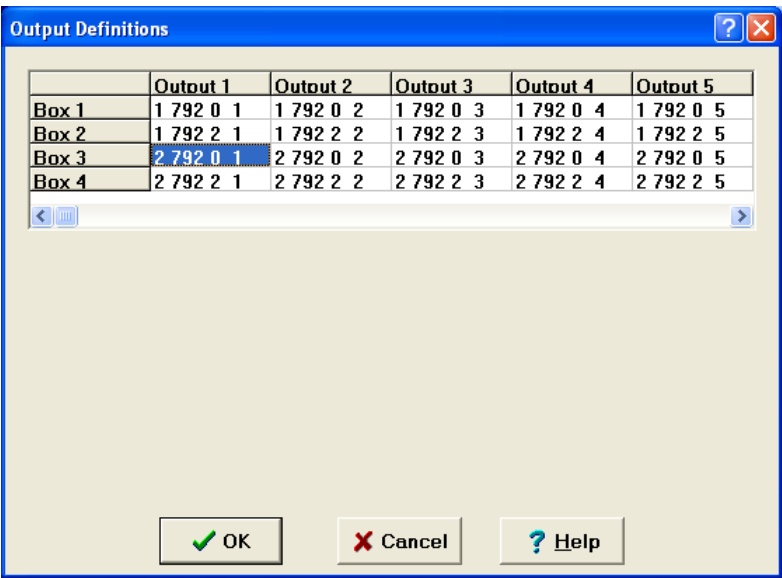 Output Definitions
Output 1 Output 2 Output 3 Output 4 Output 5
Box 1 1 792 0 1 1 792 0 2 1 792 0 3 1 792 0 4 1 792 0 5
Box 2 1 792 2 1 1 792 2 2 1 792 2 3 1 792 2 4 1 792 2 5
Box 3 2 792 0 1 2 792 0 2 2 792 0 3 2 792 0 4 2 792 0 5
Box 4 2 792 2 1 2 792 2 2 2 792 2 3 2 792 2 4 2 792 2 5
OK Cancel ? Help